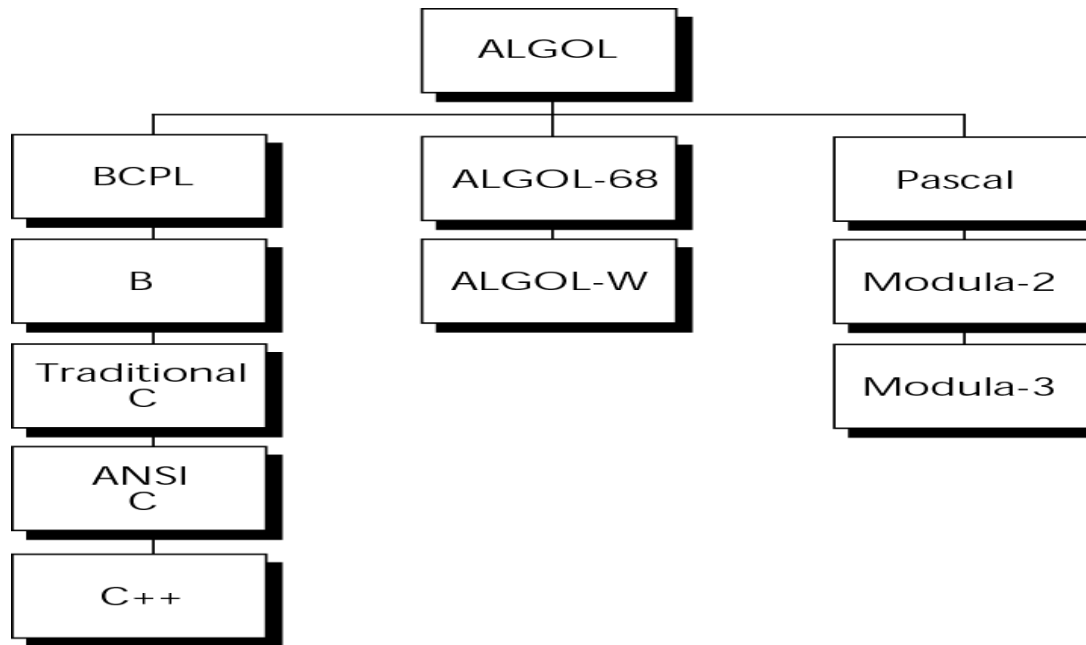 ALGOL
BCPL
ALGOL-68
Pascal
B
ALGOL-W
Modula-2
Traditional
C
Modula-3
ANSI
C
C++